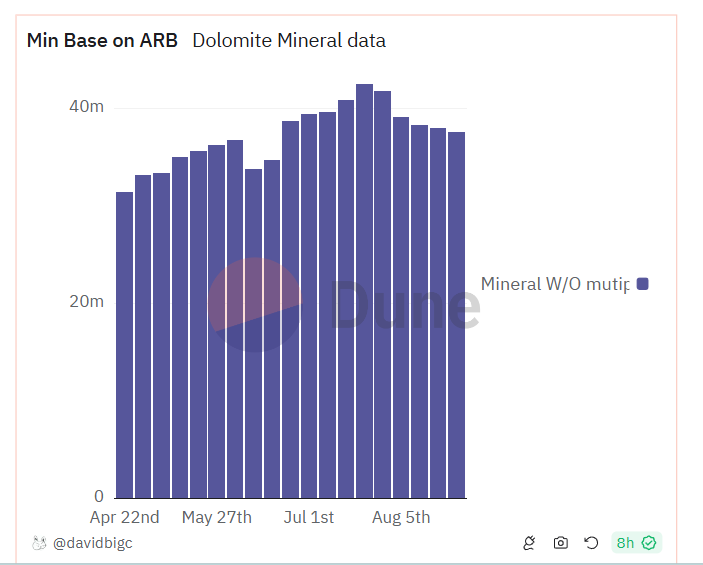 Min Base on ARB Dolomite Mineral data
40m
20m
0
Apr 22nd May 27th Jul 1st Aug 5th
Mineral W/O mutip
Dune
@davidbigc
8h